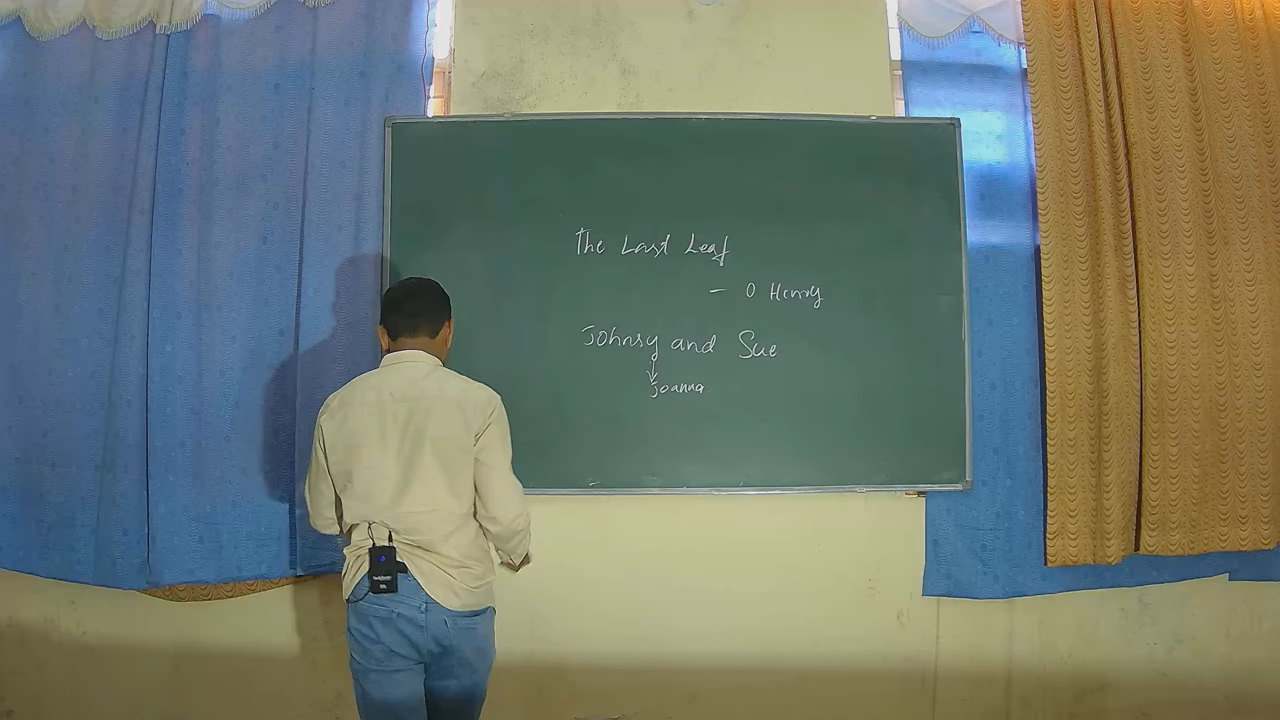 The Last Leaf
- O Henry
Johnsy and Sue
↓
Joanna